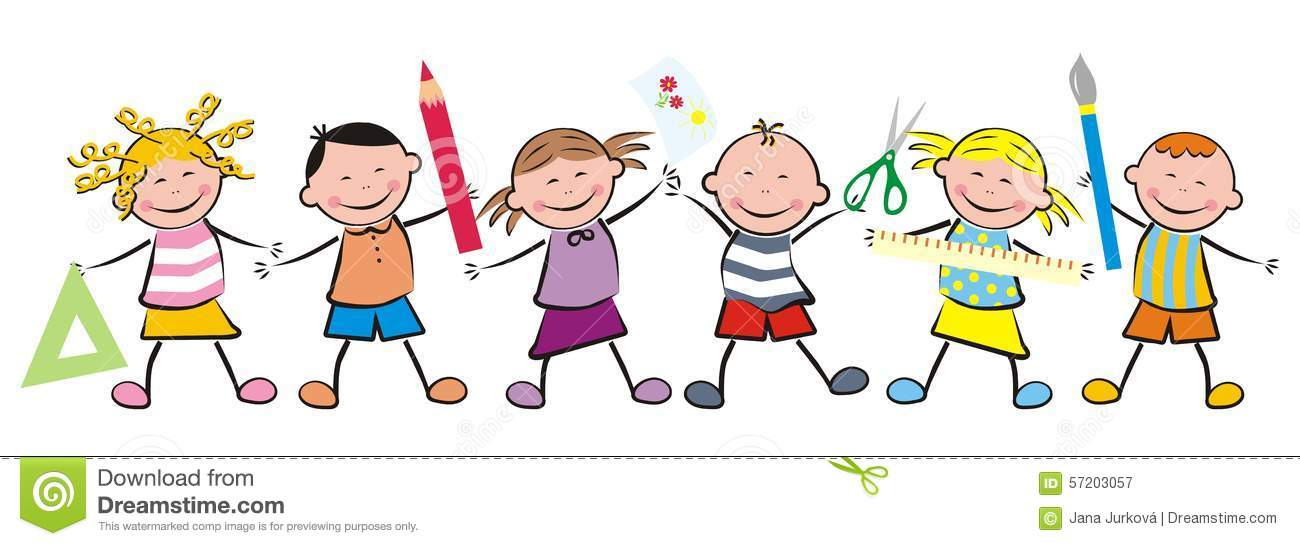 Download from
Dreamstime.com
This watermarked comp image is for previewing purposes only.
ID 57203057
© Jana Jurková | Dreamstime.com